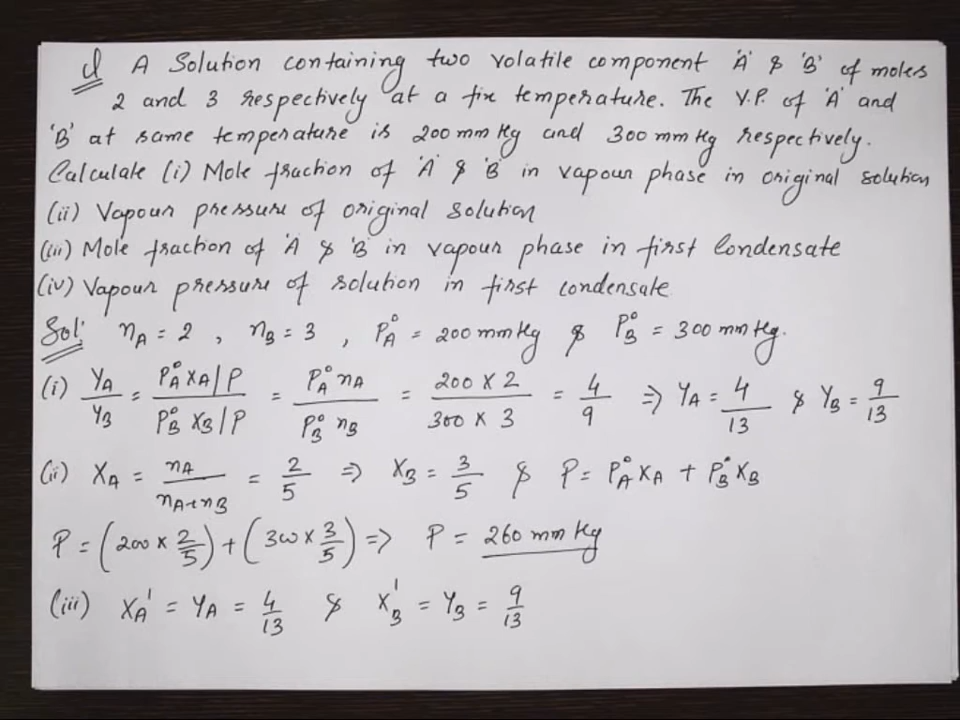 Q A Solution containing two volatile component 'A' & 'B' of moles
2 and 3 respectively at a fix temperature. The V.P. of 'A' and
'B' at same temperature is 200 mm Hg and 300 mm Hg respectively.
Calculate (i) Mole fraction of 'A' & 'B' in vapour phase in original solution
(ii) Vapour pressure of original solution
(iii) Mole fraction of 'A' & 'B' in vapour phase in first Condensate
(iv) Vapour pressure of solution in first condensate
Sol: nA = 2 , nB = 3 , P°A = 200 mm Hg & P°B = 300 mm Hg.
(i) YA/YB = (P°A XA/P)/(P°B XB/P) = (P°A nA)/(P°B nB) = (200 × 2)/(300 × 3) = 4/9 => YA = 4/13 & YB = 9/13
(ii) XA = nA/(nA+nB) = 2/5 => XB = 3/5 & P = P°A XA + P°B XB
P = (200 × 2/5) + (300 × 3/5) => P = 260 mm Hg
(iii) XA' = YA = 4/13 & XB' = YB = 9/13